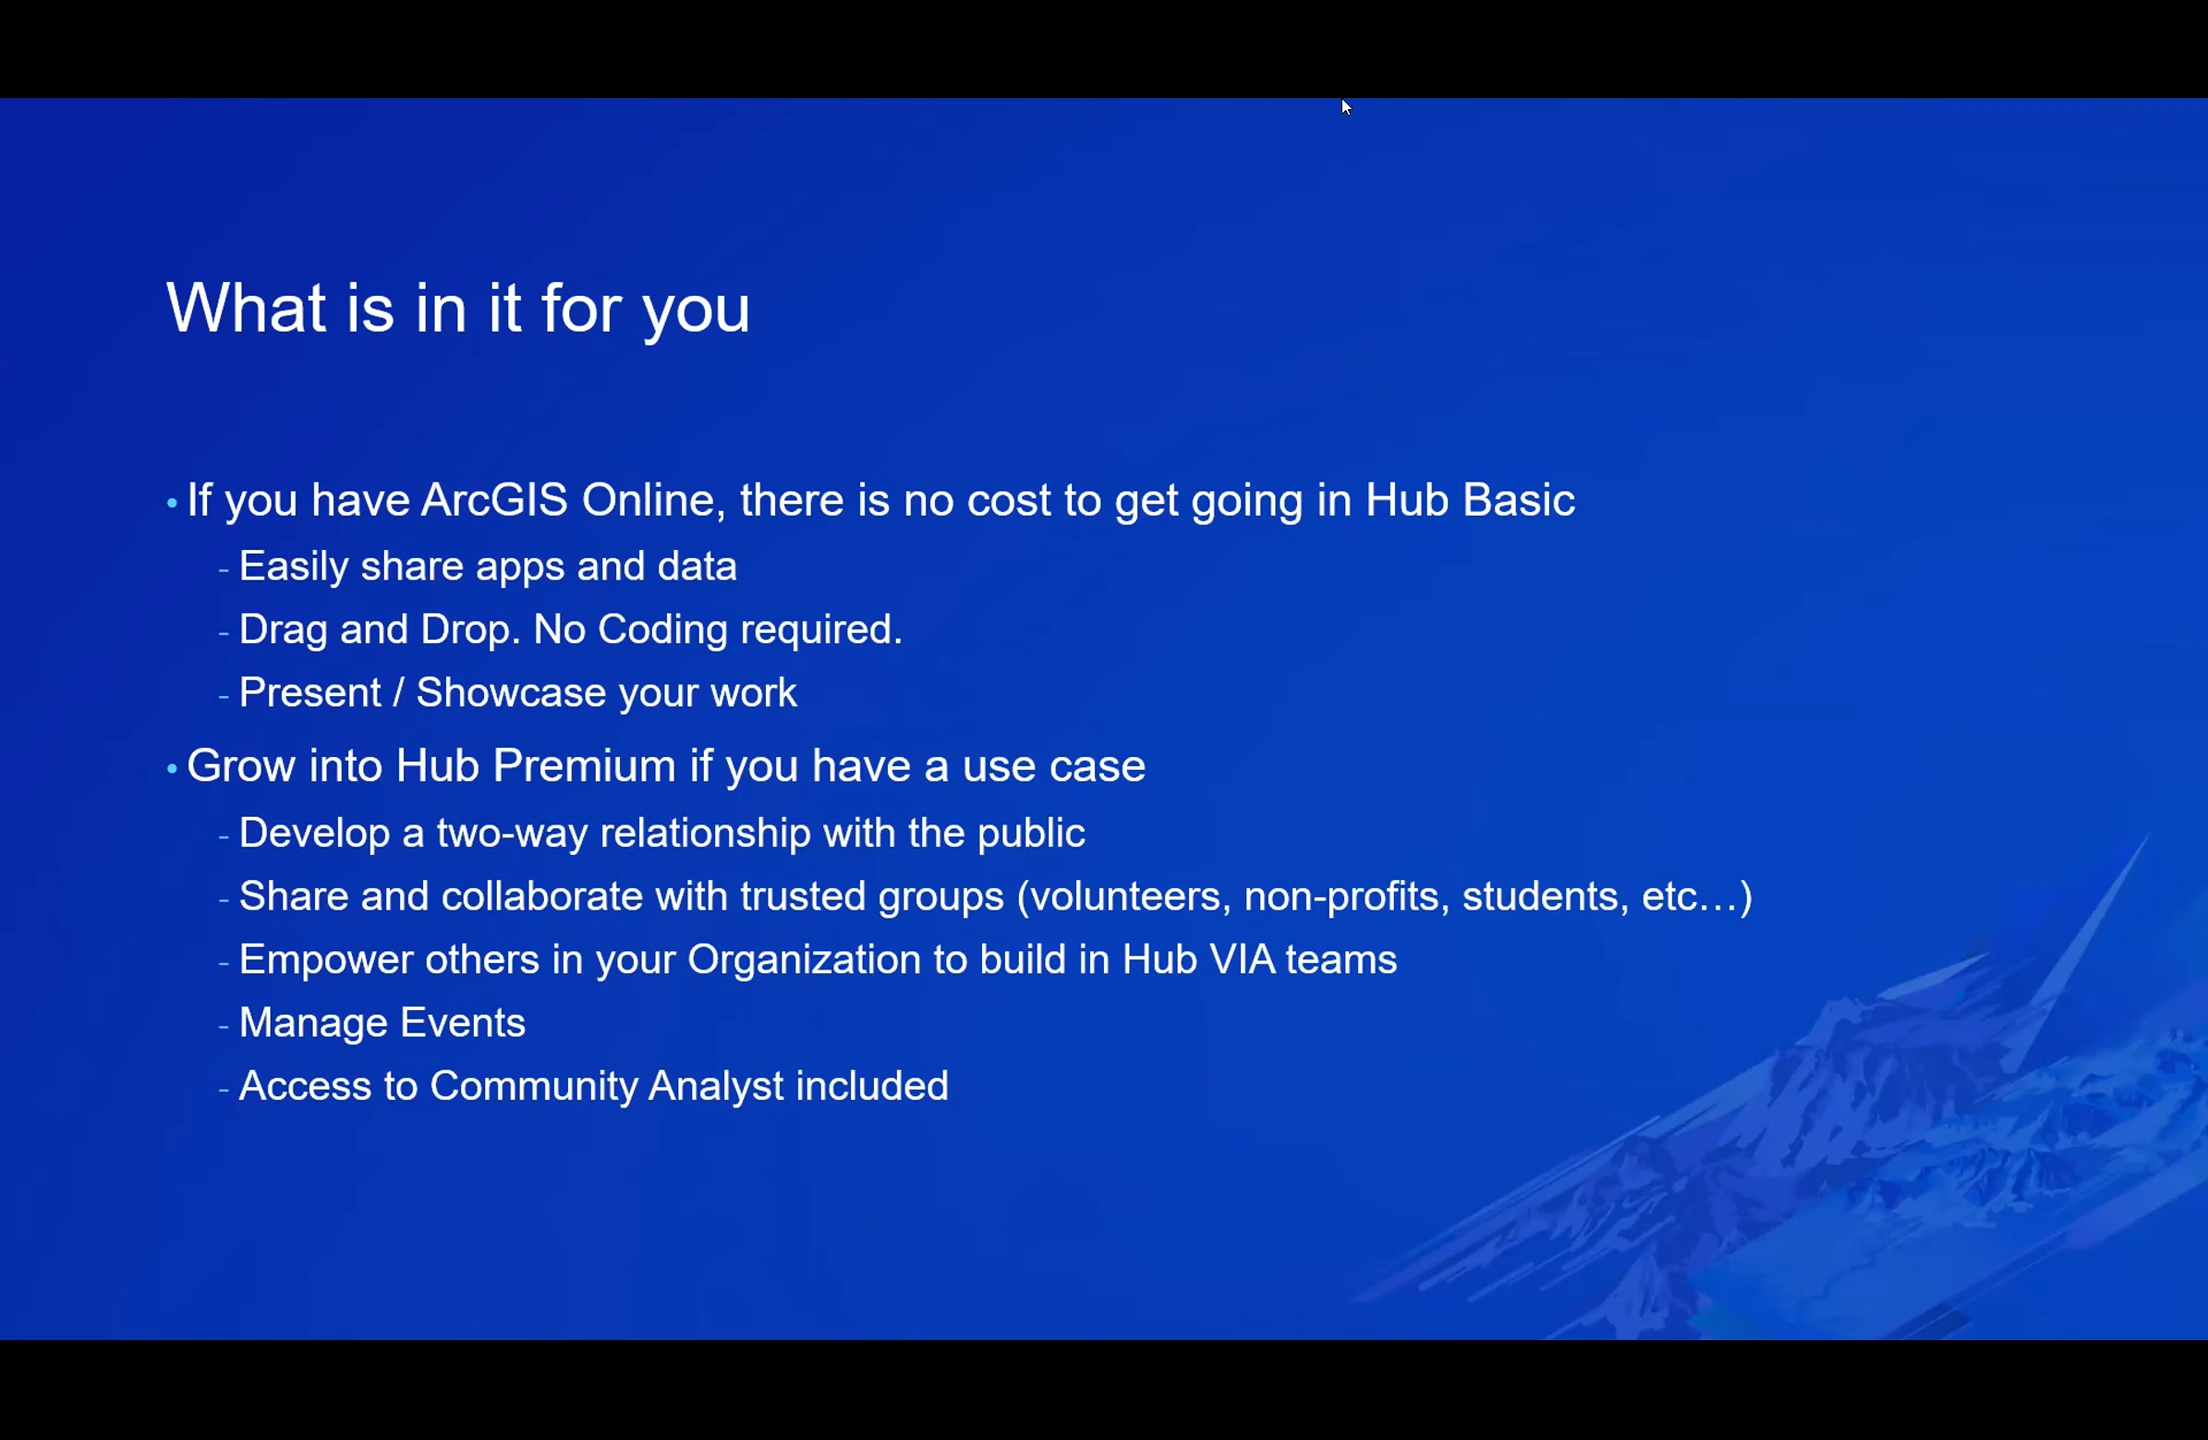 What is in it for you
• If you have ArcGIS Online, there is no cost to get going in Hub Basic
- Easily share apps and data
- Drag and Drop. No Coding required.
- Present / Showcase your work
• Grow into Hub Premium if you have a use case
- Develop a two-way relationship with the public
- Share and collaborate with trusted groups (volunteers, non-profits, students, etc…)
- Empower others in your Organization to build in Hub VIA teams
- Manage Events
- Access to Community Analyst included